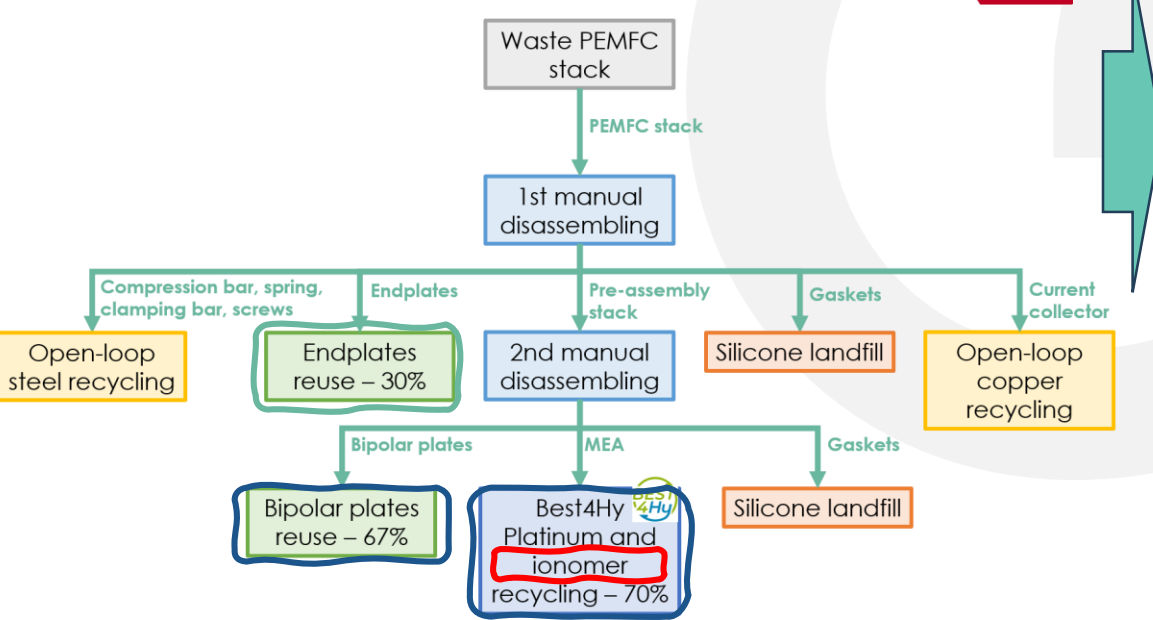 Waste PEMFC
stack
PEMFC stack
1st manual
disassembling
Compression bar, spring,
clamping bar, screws
Endplates
Pre-assembly
stack
Gaskets
Current
collector
Open-loop
steel recycling
Endplates
reuse – 30%
2nd manual
disassembling
Silicone landfill
Open-loop
copper
recycling
Bipolar plates
MEA
Gaskets
Bipolar plates
reuse – 67%
BEST
4Hy
Best4Hy
Platinum and
ionomer
recycling – 70%
Silicone landfill